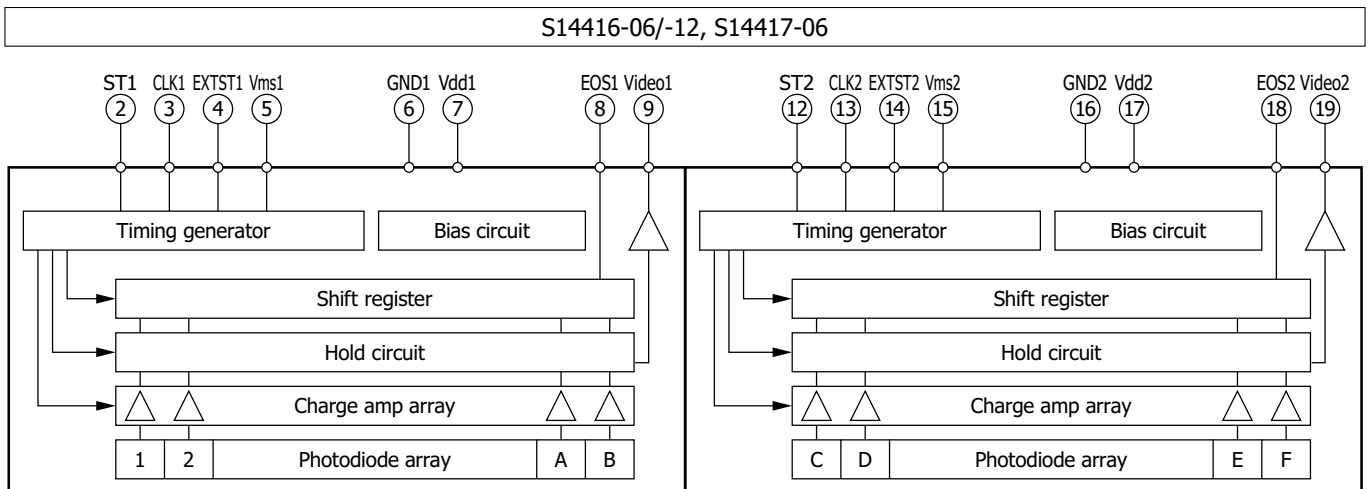 S14416-06/-12, S14417-06
ST1 CLK1 EXTST1 Vms1 GND1 Vdd1 EOS1 Video1 ST2 CLK2 EXTST2 Vms2 GND2 Vdd2 EOS2 Video2
2 3 4 5 6 7 8 9 12 13 14 15 16 17 18 19
Timing generator Bias circuit Timing generator Bias circuit
Shift register Shift register
Hold circuit Hold circuit
Charge amp array Charge amp array
1 2 Photodiode array A B C D Photodiode array E F